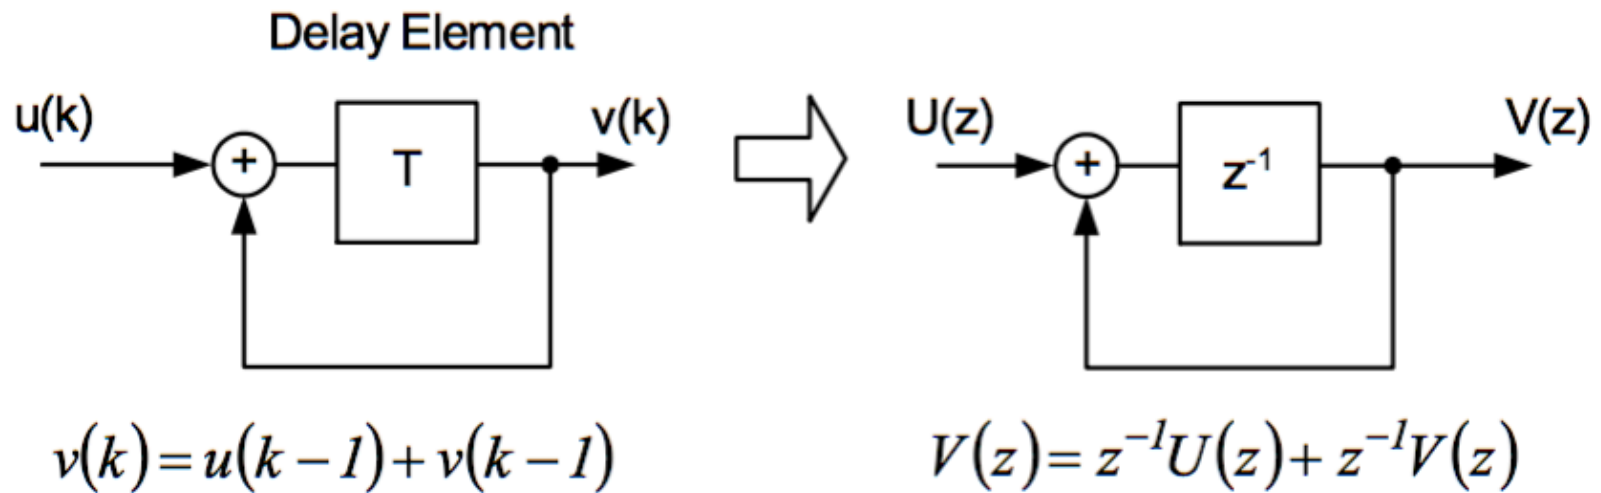 Delay Element
u(k)
+
T
v(k)
U(z)
+
z⁻¹
V(z)
v(k)=u(k−1)+v(k−1)
V(z)=z⁻¹U(z)+z⁻¹V(z)